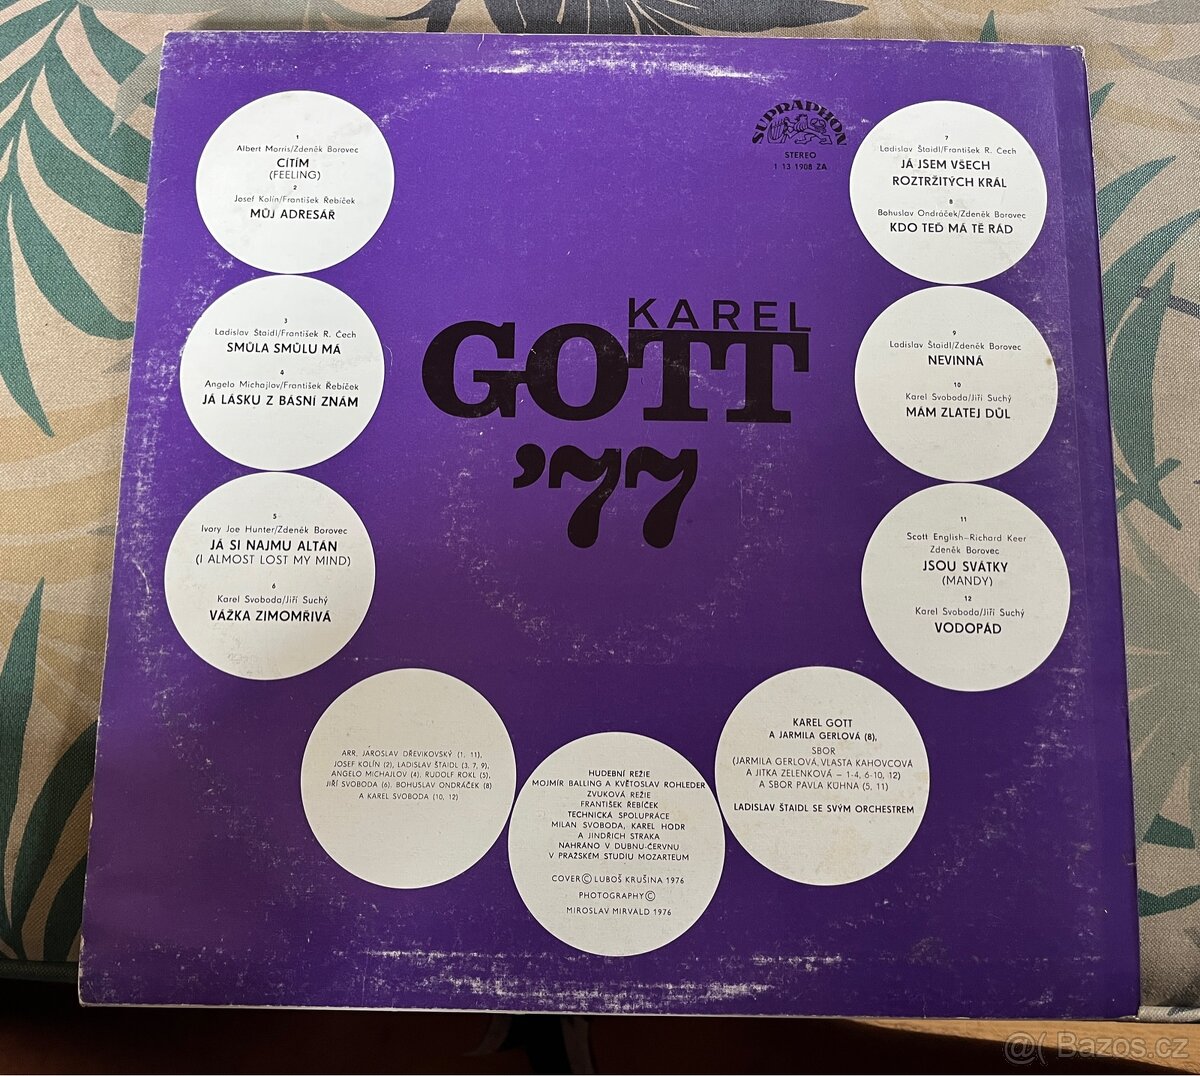 1
Albert Morris/Zdeněk Borovec
CÍTÍM
(FEELING)
2
Josef Kolín/František Řebíček
MŮJ ADRESÁŘ
3
Ladislav Štaidl/František R. Čech
SMŮLA SMŮLU MÁ
4
Angelo Michajlov/František Řebíček
JÁ LÁSKU Z BÁSNÍ ZNÁM
5
Ivory Joe Hunter/Zdeněk Borovec
JÁ SI NAJMU ALTÁN
(I ALMOST LOST MY MIND)
6
Karel Svoboda/Jiří Suchý
VÁŽKA ZIMOMŘIVÁ
SUPRAPHON
STEREO
1 13 1908 ZA
KAREL
GOTT
'77
7
Ladislav Štaidl/František R. Čech
JÁ JSEM VŠECH
ROZTRŽITÝCH KRÁL
8
Bohuslav Ondráček/Zdeněk Borovec
KDO TEĎ MÁ TĚ RÁD
9
Ladislav Štaidl/Zdeněk Borovec
NEVINNÁ
10
Karel Svoboda/Jiří Suchý
MÁM ZLATEJ DŮL
11
Scott English–Richard Keer
Zdeněk Borovec
JSOU SVÁTKY
(MANDY)
12
Karel Svoboda/Jiří Suchý
VODOPÁD
ARR. JAROSLAV DŘEVIKOVSKÝ (1, 11),
JOSEF KOLÍN (2), LADISLAV ŠTAIDL (3, 7, 9),
ANGELO MICHAJLOV (4), RUDOLF ROKL (5),
JIŘÍ SVOBODA (6), BOHUSLAV ONDRÁČEK (8)
A KAREL SVOBODA (10, 12)
HUDEBNÍ REŽIE
MOJMÍR BALLING A KVĚTOSLAV ROHLEDER
ZVUKOVÁ REŽIE
FRANTIŠEK ŘEBÍČEK
TECHNICKÁ SPOLUPRÁCE
MILAN SVOBODA, KAREL HODR
A JINDŘICH STRAKA
NAHRÁNO V DUBNU-ČERVNU
V PRAŽSKÉM STUDIU MOZARTEUM
COVER © LUBOŠ KRUŠINA 1976
PHOTOGRAPHY ©
MIROSLAV MIRVALD 1976
KAREL GOTT
A JARMILA GERLOVÁ (8),
SBOR
(JARMILA GERLOVÁ, VLASTA KAHOVCOVÁ
A JITKA ZELENKOVÁ – 1-4, 6-10, 12)
A SBOR PAVLA KÜHNA (5, 11)
LADISLAV ŠTAIDL SE SVÝM ORCHESTREM
@( Bazos.cz